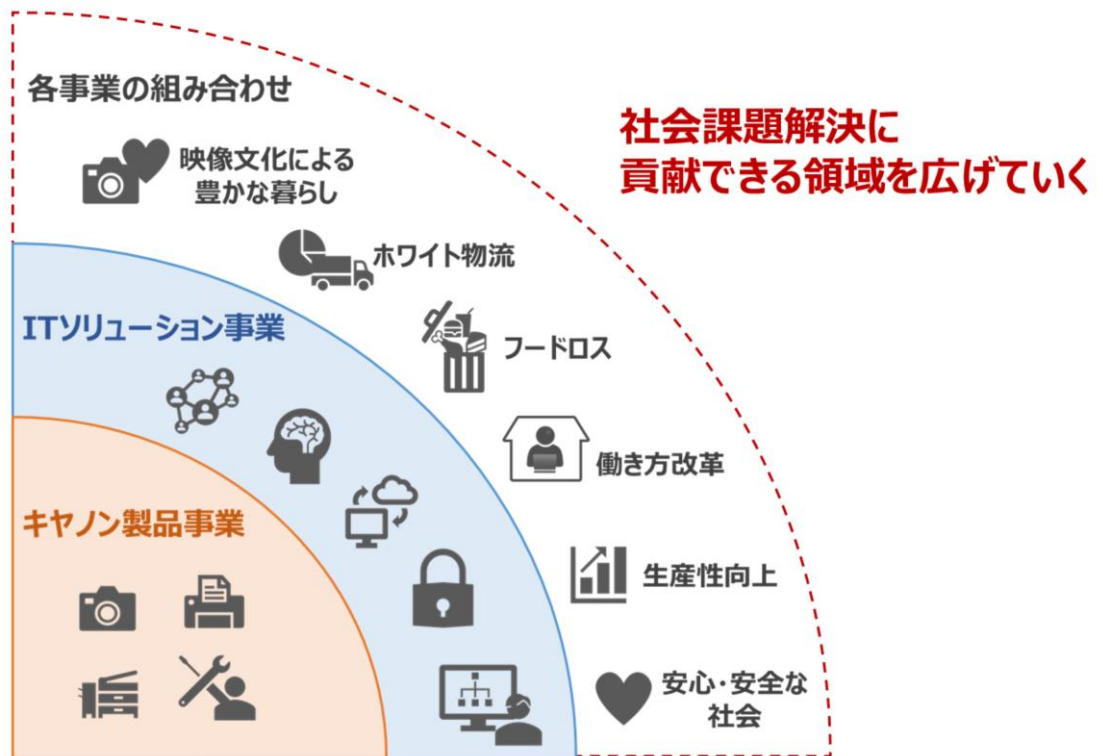 各事業の組み合わせ
社会課題解決に
貢献できる領域を広げていく
映像文化による
豊かな暮らし
ホワイト物流
ITソリューション事業
フードロス
働き方改革
キヤノン製品事業
生産性向上
安心・安全な
社会